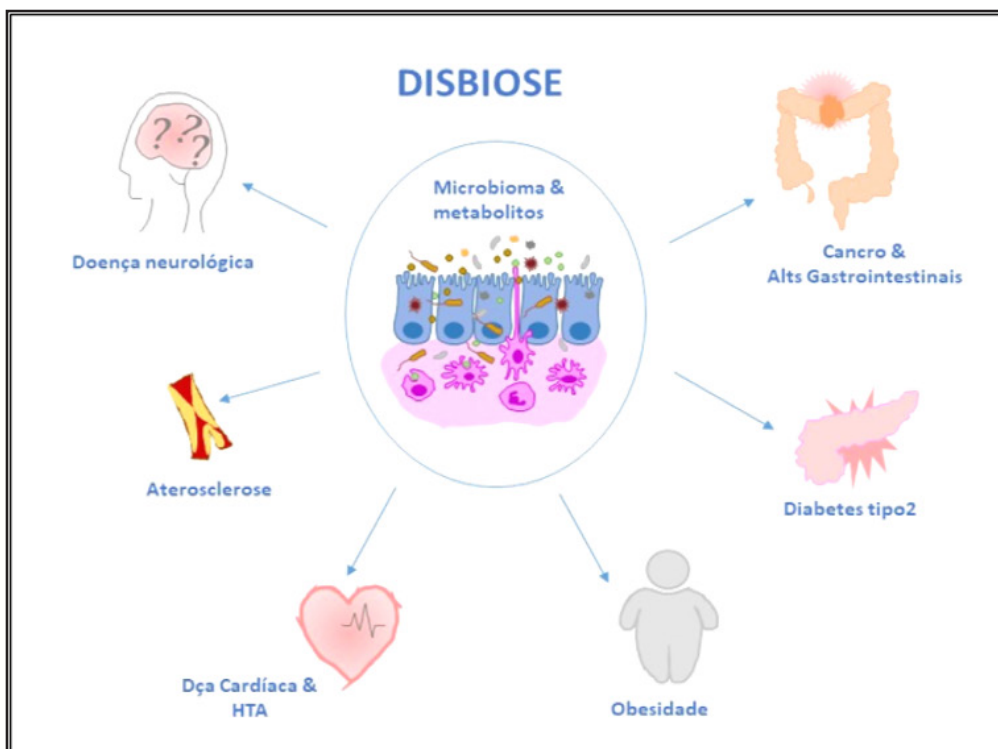 DISBIOSE
Microbioma &
metabolitos
? ? ?
?
Doença neurológica
Cancro &
Alts Gastrointestinais
Aterosclerose
Diabetes tipo2
Dça Cardíaca &
HTA
Obesidade